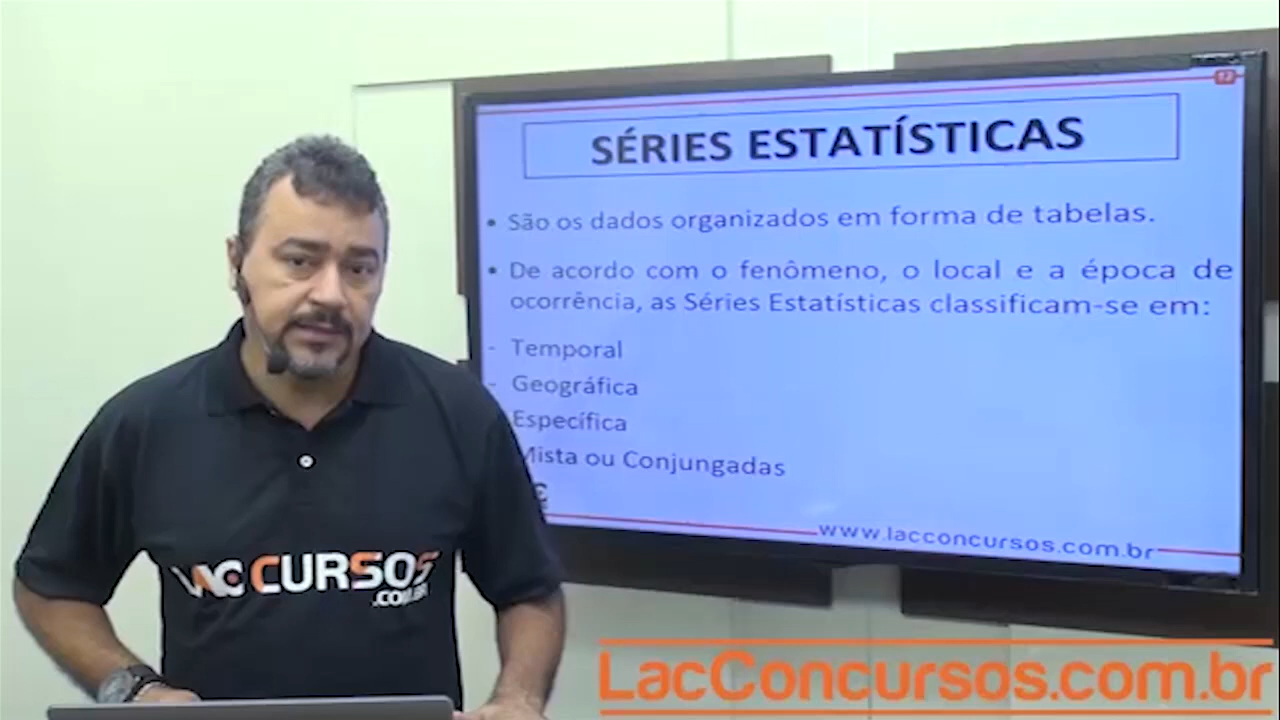 12
SÉRIES ESTATÍSTICAS
• São os dados organizados em forma de tabelas.
• De acordo com o fenômeno, o local e a época de
ocorrência, as Séries Estatísticas classificam-se em:
- Temporal
- Geográfica
Específica
Mista ou Conjungadas
www.lacconcursos.com.br
LAC CURSOS
.COM.BR
LacConcursos.com.br